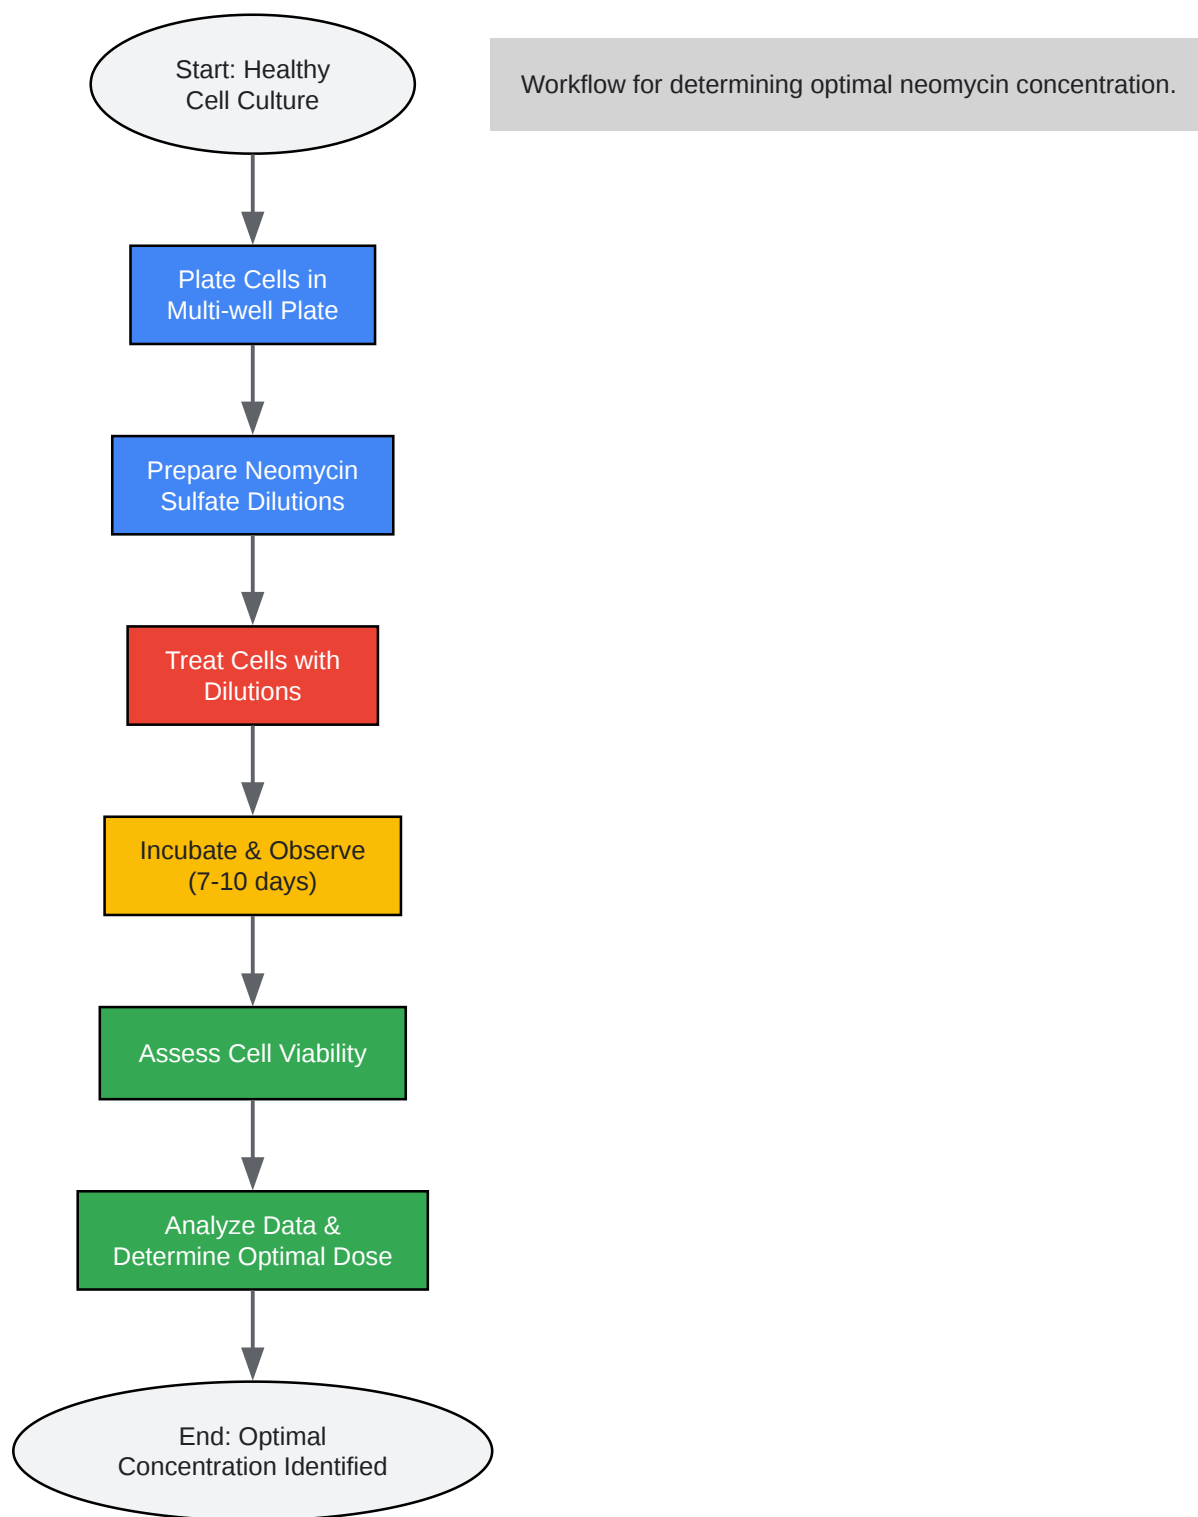 Start: Healthy
Cell Culture
Workflow for determining optimal neomycin concentration.
Plate Cells in
Multi-well Plate
Prepare Neomycin
Sulfate Dilutions
Treat Cells with
Dilutions
Incubate & Observe
(7-10 days)
Assess Cell Viability
Analyze Data &
Determine Optimal Dose
End: Optimal
Concentration Identified